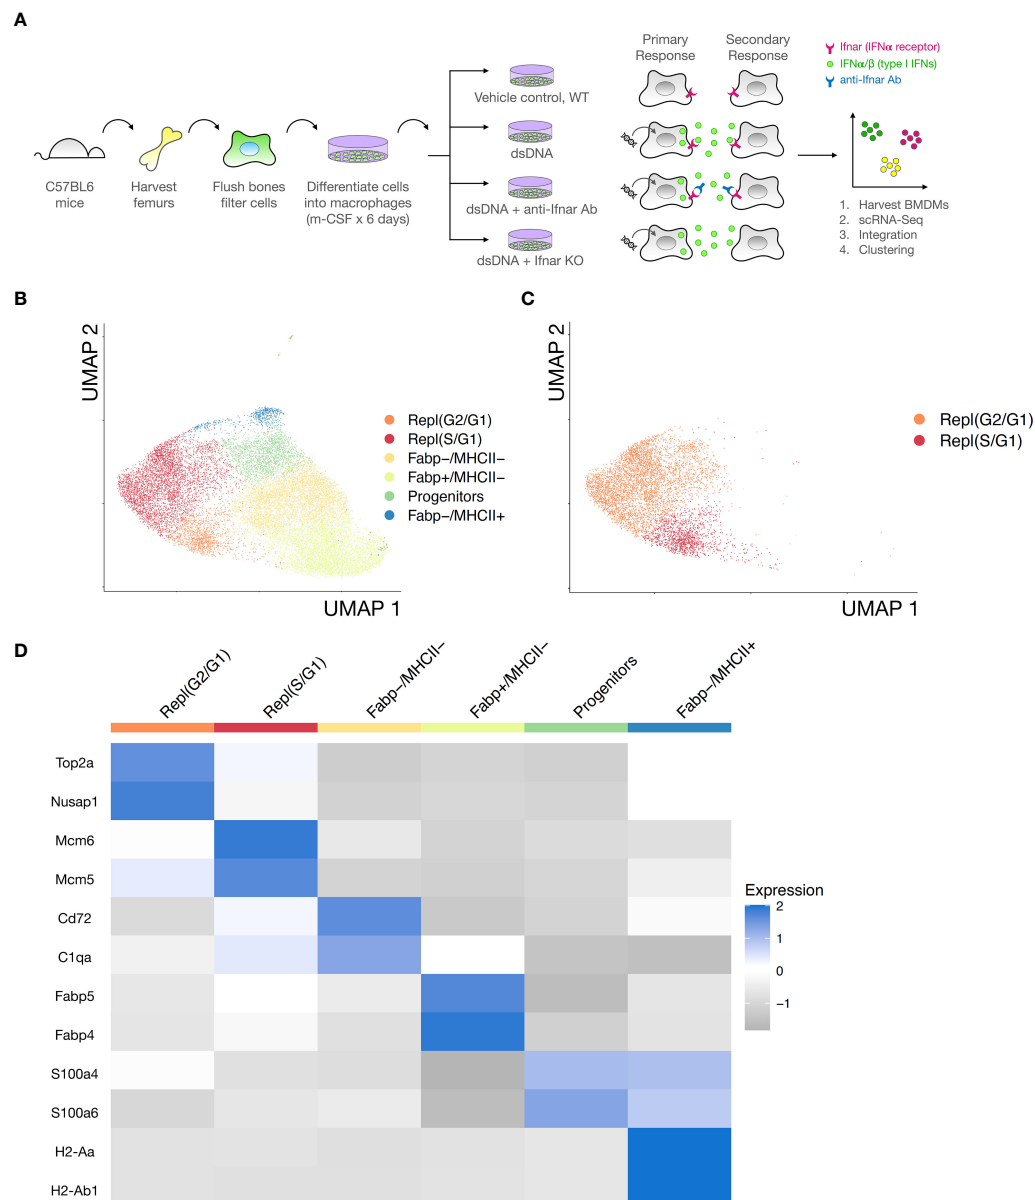 A
Primary
Response
Secondary
Response
Ifnar (IFNα receptor)
IFNα/β (type I IFNs)
anti-Ifnar Ab
Vehicle control, WT
dsDNA
dsDNA + anti-Ifnar Ab
dsDNA + Ifnar KO
C57BL6
mice
Harvest
femurs
Flush bones
filter cells
Differentiate cells
into macrophages
(m-CSF x 6 days)
1. Harvest BMDMs
2. scRNA-Seq
3. Integration
4. Clustering
B
UMAP 2
UMAP 1
Repl(G2/G1)
Repl(S/G1)
Fabp−/MHCII−
Fabp+/MHCII−
Progenitors
Fabp−/MHCII+
C
UMAP 2
UMAP 1
Repl(G2/G1)
Repl(S/G1)
D
Repl(G2/G1)
Repl(S/G1)
Fabp−/MHCII−
Fabp+/MHCII−
Progenitors
Fabp−/MHCII+
Top2a
Nusap1
Mcm6
Mcm5
Cd72
C1qa
Fabp5
Fabp4
S100a4
S100a6
H2-Aa
H2-Ab1
Expression
2
1
0
−1